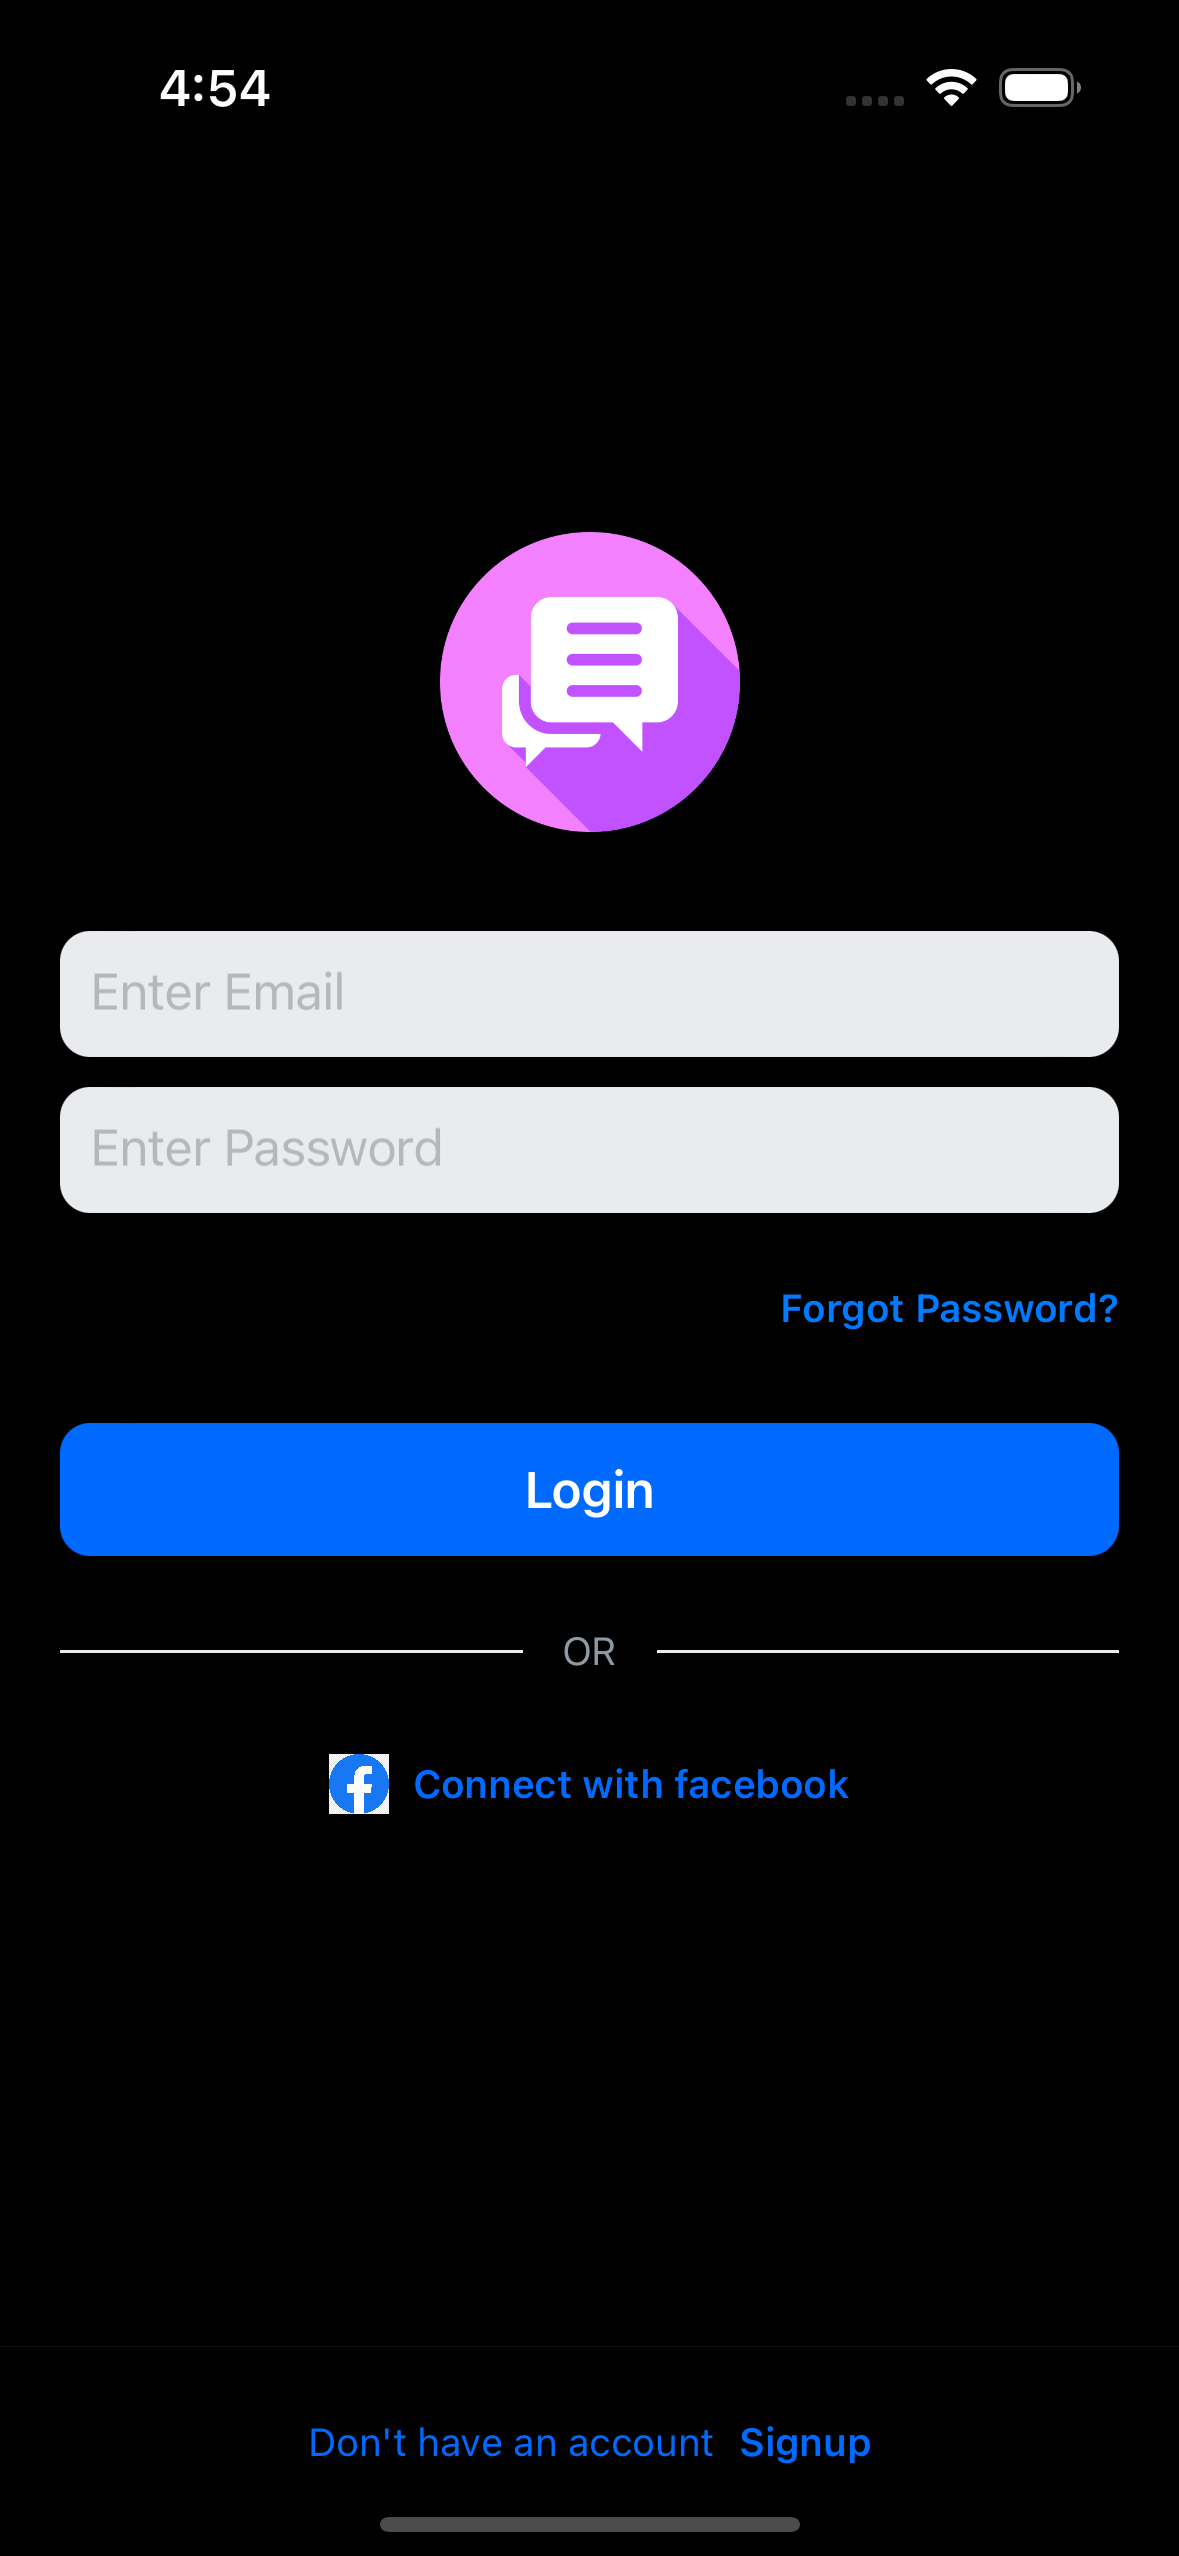 4:54
Enter Email
Enter Password
Forgot Password?
Login
OR
Connect with facebook
Don't have an account Signup